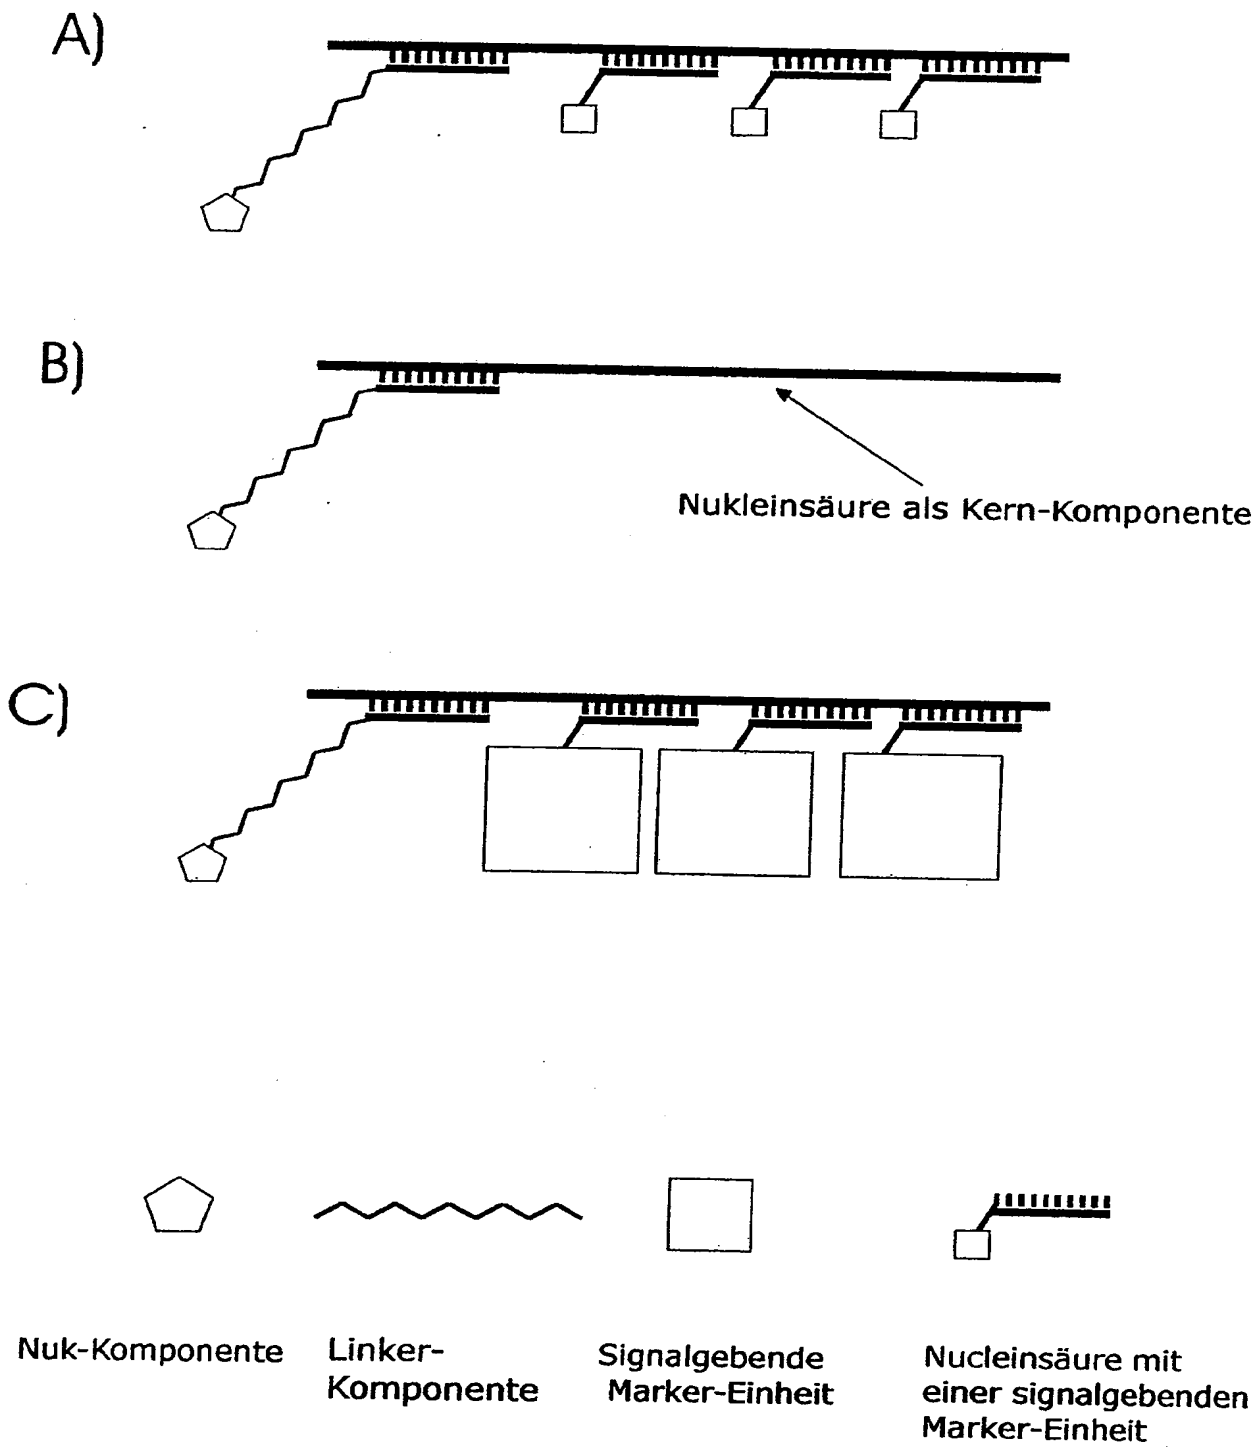 A)
B)
Nukleinsäure als Kern-Komponente
C)
Nuk-Komponente
Linker-
Komponente
Signalgebende
Marker-Einheit
Nucleinsäure mit
einer signalgebenden
Marker-Einheit